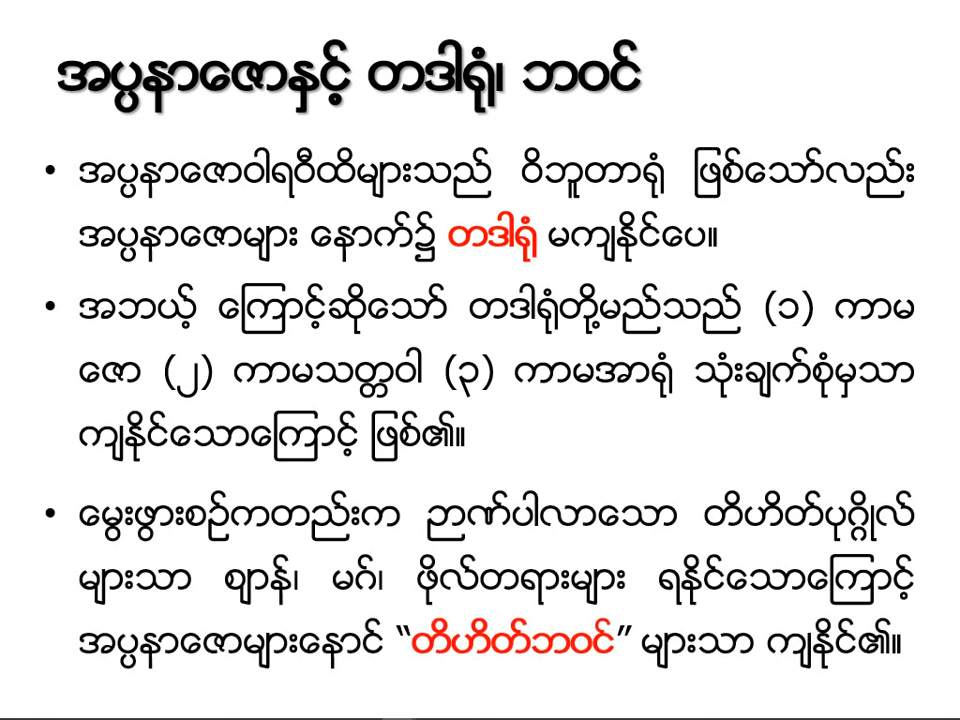 အပ္ပနာဇောနှင့် တဒါရုံ၊ ဘဝင်
• အပ္ပနာဇောဝါရဝီထိများသည် ဝိဘူတာရုံ ဖြစ်သော်လည်း
အပ္ပနာဇောများ နောက်၌ တဒါရုံ မကျနိုင်ပေ။
• အဘယ့် ကြောင့်ဆိုသော် တဒါရုံတို့မည်သည် (၁) ကာမ
ဇော (၂) ကာမသတ္တဝါ (၃) ကာမအာရုံ သုံးချက်စုံမှသာ
ကျနိုင်သောကြောင့် ဖြစ်၏။
• မွေးဖွားစဉ်ကတည်းက ဉာဏ်ပါလာသော တိဟိတ်ပုဂ္ဂိုလ်
များသာ ဈာန်၊ မဂ်၊ ဖိုလ်တရားများ ရနိုင်သောကြောင့်
အပ္ပနာဇောများနောင် “တိဟိတ်ဘဝင်” များသာ ကျနိုင်၏။